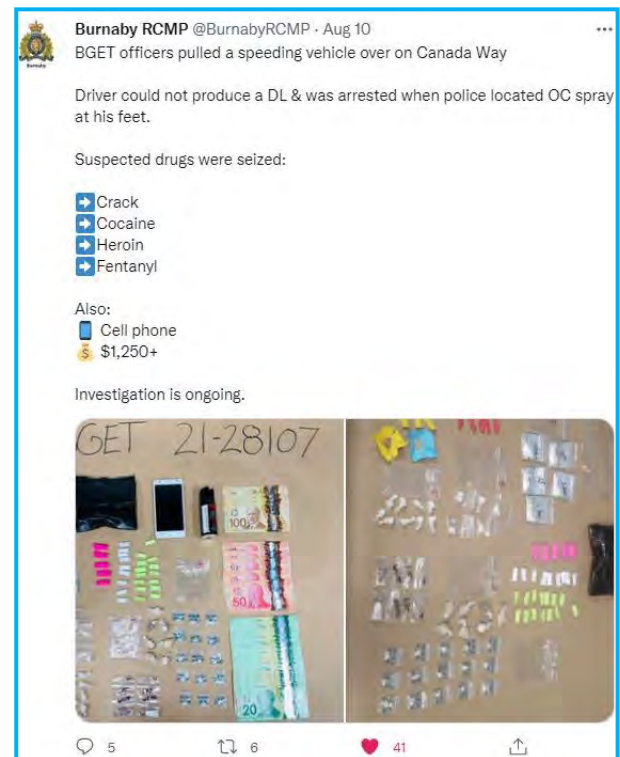 Burnaby RCMP @BurnabyRCMP · Aug 10
BGET officers pulled a speeding vehicle over on Canada Way
Driver could not produce a DL & was arrested when police located OC spray
at his feet.
Suspected drugs were seized:
➡️Crack
➡️Cocaine
➡️Heroin
➡️Fentanyl
Also:
📱 Cell phone
💰 $1,250+
Investigation is ongoing.
GET 21-28107
100
50
20
5
6
41
Burnaby